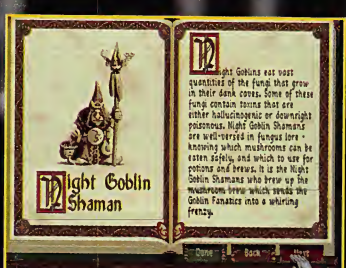 Night Goblin
Shaman
Night Goblins eat vast
quantities of the fungi that grow
in their dank caves. Some of these
fungi contain toxins that are
either hallucinogenic or downright
poisonous. Night Goblin Shamans
are well-versed in fungus lore -
knowing which mushrooms can be
eaten safely, and which to use for
potions and brews. It is the Night
Goblin Shamans who brew up the
mushroom brew which sends the
Goblin Fanatics into a whirling
frenzy.
Done Back Next